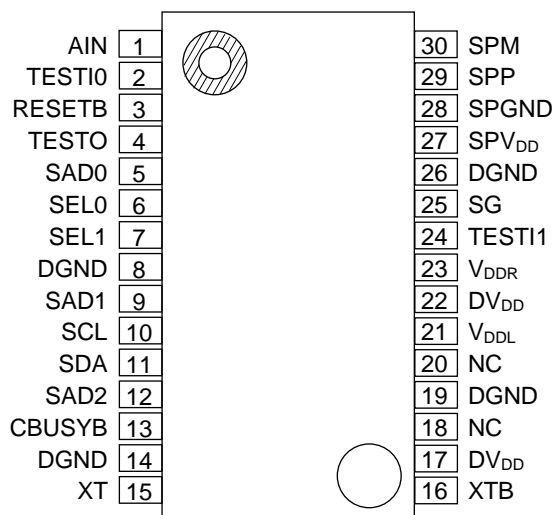 AIN 1 30 SPM
TESTI0 2 29 SPP
RESETB 3 28 SPGND
TESTO 4 27 SPVDD
SAD0 5 26 DGND
SEL0 6 25 SG
SEL1 7 24 TESTI1
DGND 8 23 VDDR
SAD1 9 22 DVDD
SCL 10 21 VDDL
SDA 11 20 NC
SAD2 12 19 DGND
CBUSYB 13 18 NC
DGND 14 17 DVDD
XT 15 16 XTB